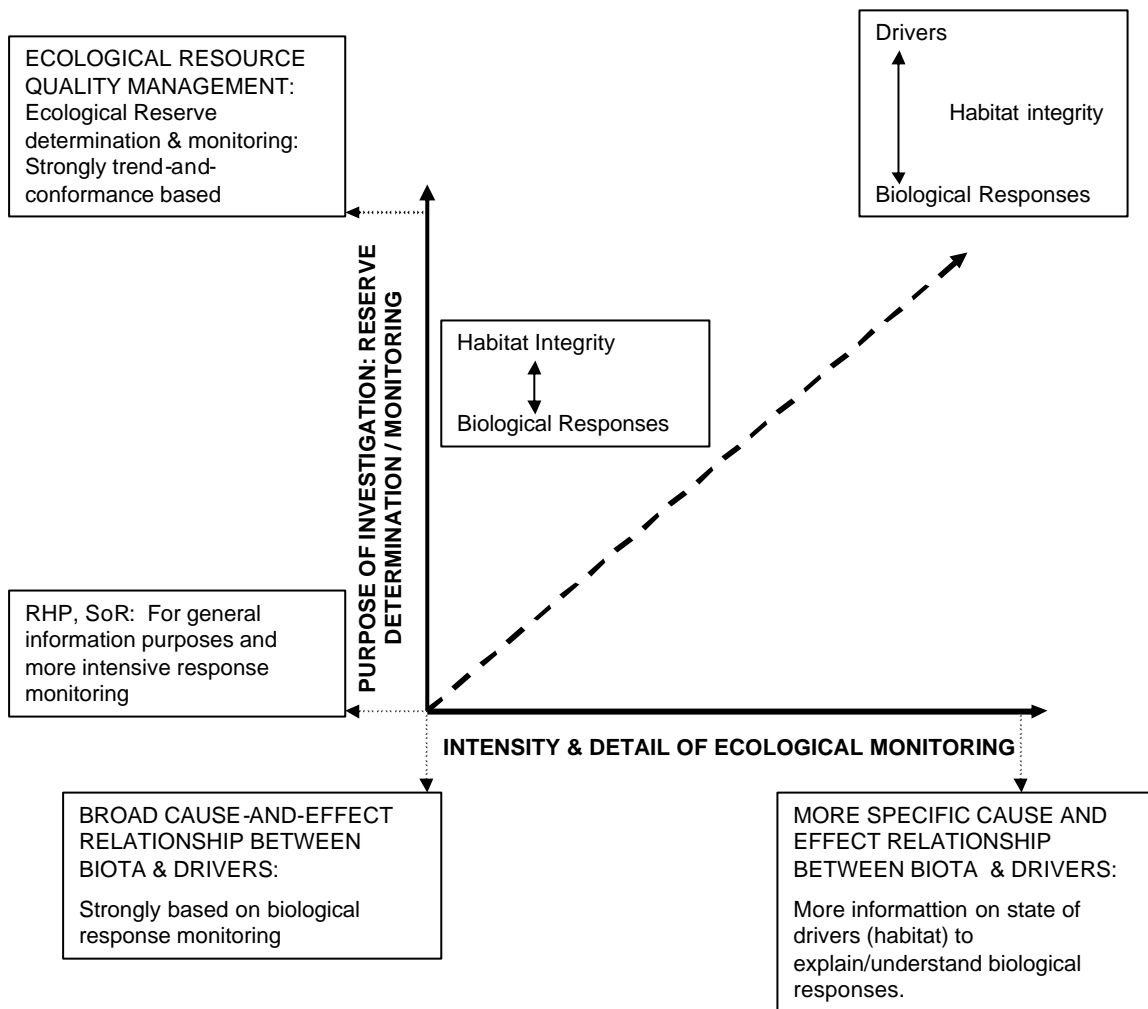 ECOLOGICAL RESOURCE
QUALITY MANAGEMENT:
Ecological Reserve
determination & monitoring:
Strongly trend-and-
conformance based
Drivers
Habitat integrity
Biological Responses
PURPOSE OF INVESTIGATION: RESERVE
DETERMINATION / MONITORING
Habitat Integrity
Biological Responses
RHP, SoR: For general
information purposes and
more intensive response
monitoring
INTENSITY & DETAIL OF ECOLOGICAL MONITORING
BROAD CAUSE-AND-EFFECT
RELATIONSHIP BETWEEN
BIOTA & DRIVERS:
Strongly based on biological
response monitoring
MORE SPECIFIC CAUSE AND
EFFECT RELATIONSHIP
BETWEEN BIOTA & DRIVERS:
More informattion on state of
drivers (habitat) to
explain/understand biological
responses.